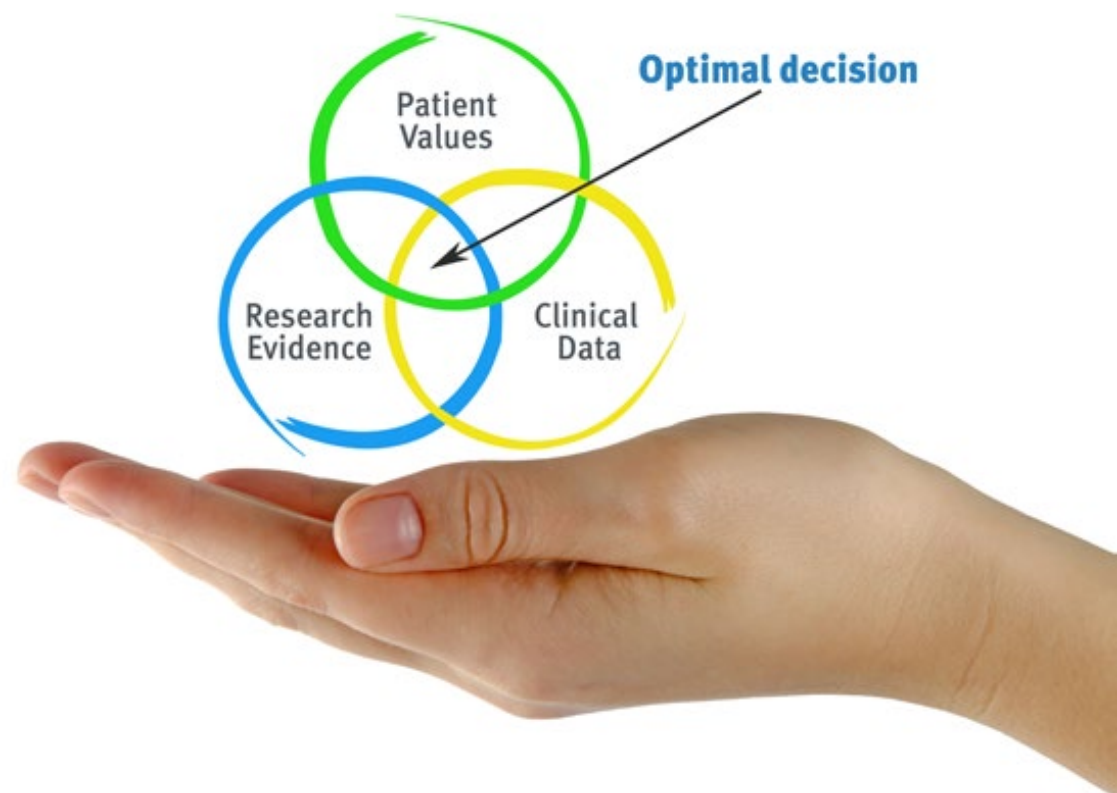 Optimal decision
Patient
Values
Research
Evidence
Clinical
Data